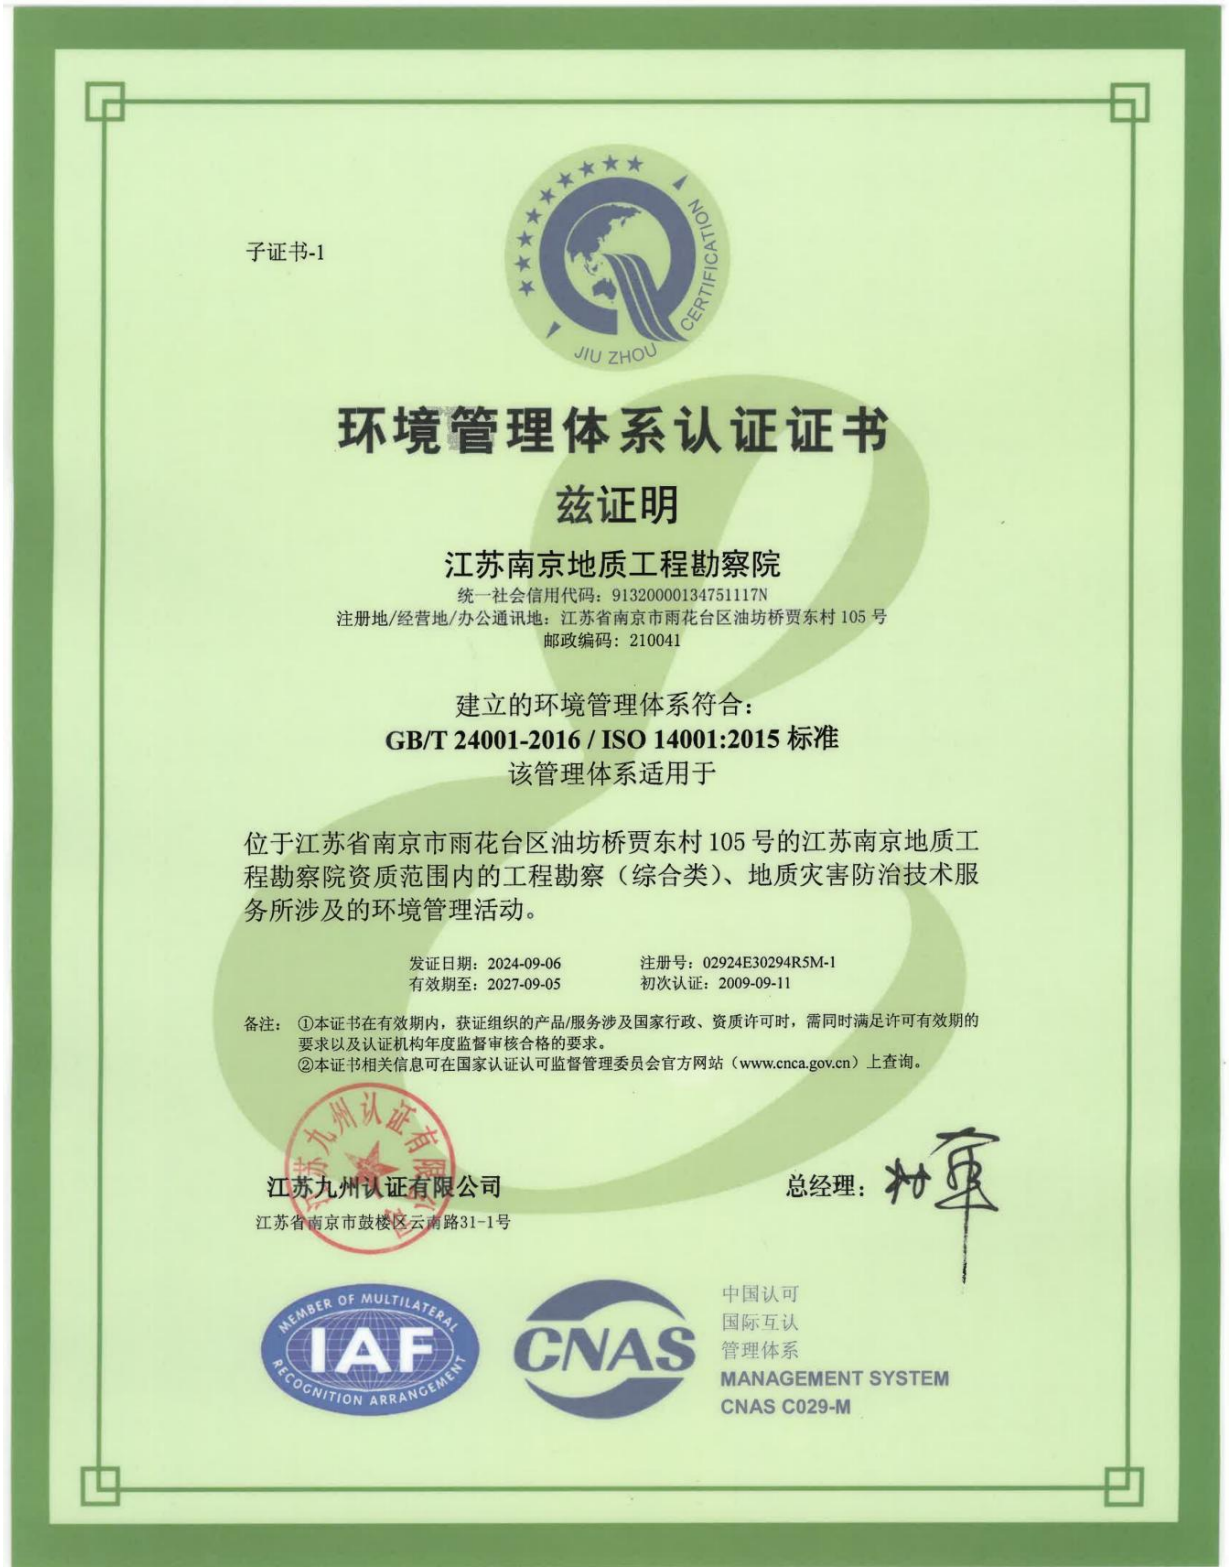 子证书-1
JIU ZHOU CERTIFICATION
环境管理体系认证证书
兹证明
江苏南京地质工程勘察院
统一社会信用代码：91320000134751117N
注册地/经营地/办公通讯地：江苏省南京市雨花台区油坊桥贾东村 105 号
邮政编码：210041
建立的环境管理体系符合：
GB/T 24001-2016 / ISO 14001:2015 标准
该管理体系适用于
位于江苏省南京市雨花台区油坊桥贾东村 105 号的江苏南京地质工
程勘察院资质范围内的工程勘察（综合类）、地质灾害防治技术服
务所涉及的环境管理活动。
发证日期：2024-09-06 注册号：02924E30294R5M-1
有效期至：2027-09-05 初次认证：2009-09-11
备注： ①本证书在有效期内，获证组织的产品/服务涉及国家行政、资质许可时，需同时满足许可有效期的
要求以及认证机构年度监督审核合格的要求。
②本证书相关信息可在国家认证认可监督管理委员会官方网站（www.cnca.gov.cn）上查询。
江苏九州认证有限公司
江苏九州认证有限公司 总经理：
江苏省南京市鼓楼区云南路31-1号
MEMBER OF MULTILATERAL
IAF
RECOGNITION ARRANGEMENT
CNAS
中国认可
国际互认
管理体系
MANAGEMENT SYSTEM
CNAS C029-M